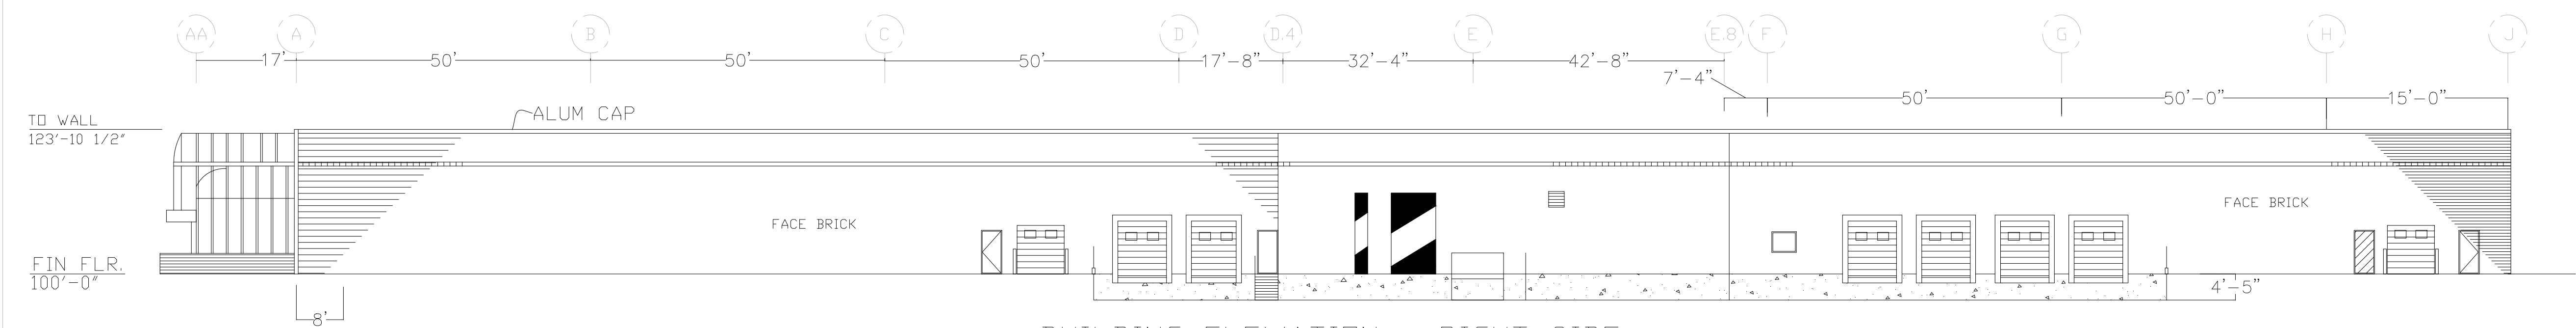 AA A B C D D.4 E E.8 F G H J
17' 50' 50' 50' 17'-8" 32'-4" 42'-8"
7'-4"
50' 50'-0" 15'-0"
ALUM CAP
TO WALL
123'-10 1/2"
FACE BRICK
FACE BRICK
FIN FLR.
100'-0"
4'-5"
8'